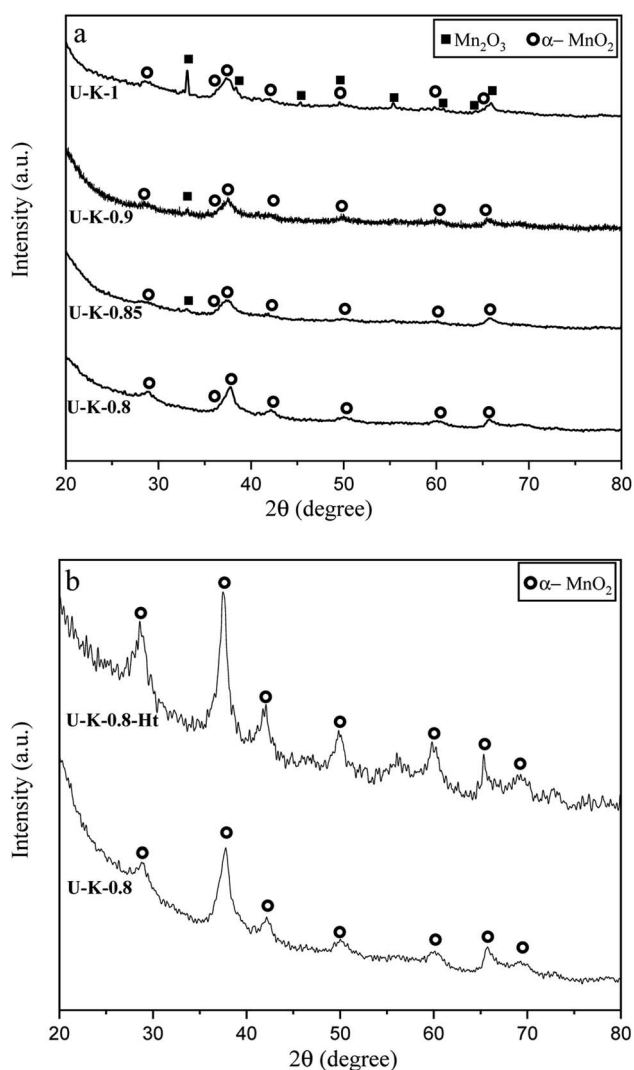 a
■ Mn₂O₃ ○ α– MnO₂
U-K-1
U-K-0.9
U-K-0.85
U-K-0.8
Intensity (a.u.)
20 30 40 50 60 70 80
2θ (degree)
b
○ α– MnO₂
U-K-0.8-Ht
U-K-0.8
Intensity (a.u.)
20 30 40 50 60 70 80
2θ (degree)